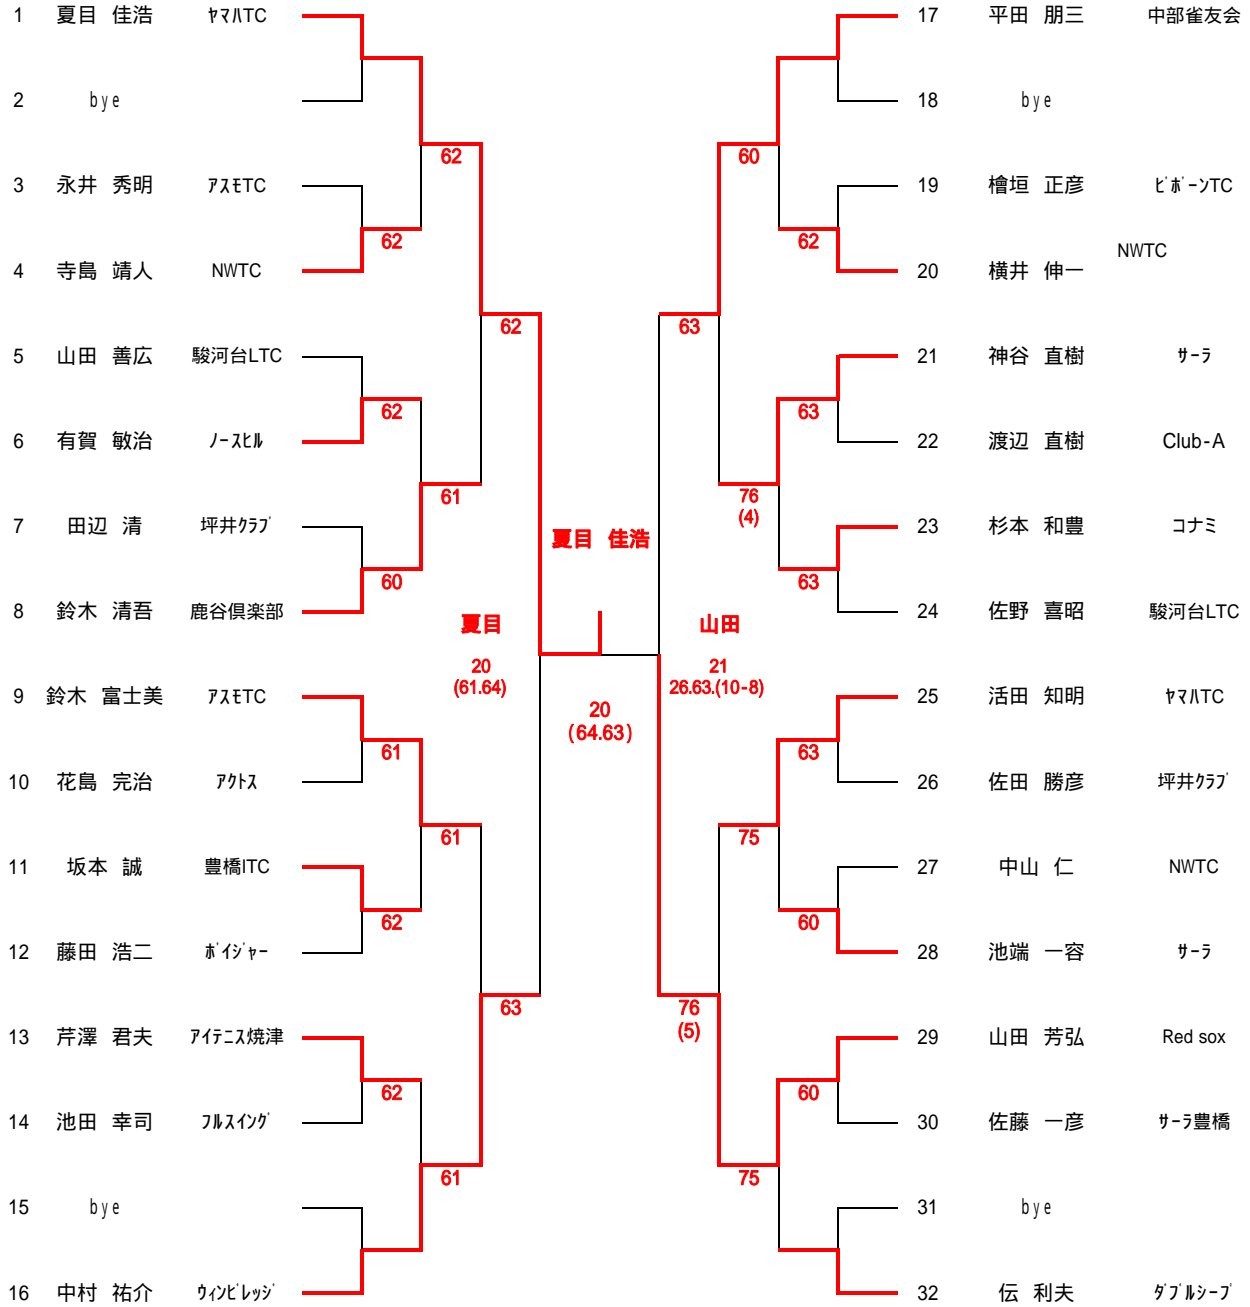 1 夏目 佳浩 ﾔﾏﾊTC
2 bye
62
3 永井 秀明 ｱｽﾓTC
62
4 寺島 靖人 NWTC
62
5 山田 善広 駿河台LTC
62
6 有賀 敏治 ﾉｰｽﾋﾙ
61
7 田辺 清 坪井ｸﾗﾌﾞ
60
8 鈴木 清吾 鹿谷倶楽部
9 鈴木 富士美 ｱｽﾓTC
61
10 花島 完治 ｱｸﾄｽ
61
11 坂本 誠 豊橋ITC
62
12 藤田 浩二 ﾎﾞｲｼﾞｬｰ
63
13 芹澤 君夫 ｱｲﾃﾆｽ焼津
62
14 池田 幸司 ﾌﾙｽｲﾝｸﾞ
61
15 bye
16 中村 祐介 ｳｨﾝﾋﾞﾚｯｼﾞ
夏目 佳浩
夏目
20
(61.64)
20
(64.63)
山田
21
26.63.(10-8)
17 平田 朋三 中部雀友会
18 bye
60
19 檜垣 正彦 ﾋﾟﾎﾞｰﾝTC
62
NWTC
20 横井 伸一
63
21 神谷 直樹 ｻｰﾗ
63
22 渡辺 直樹 Club-A
76
(4)
23 杉本 和豊 コナミ
63
24 佐野 喜昭 駿河台LTC
25 活田 知明 ﾔﾏﾊTC
63
26 佐田 勝彦 坪井ｸﾗﾌﾞ
75
27 中山 仁 NWTC
60
28 池端 一容 ｻｰﾗ
76
(5)
29 山田 芳弘 Red sox
60
30 佐藤 一彦 ｻｰﾗ豊橋
75
31 bye
32 伝 利夫 ﾀﾞﾌﾞﾙｼｰﾌﾟ